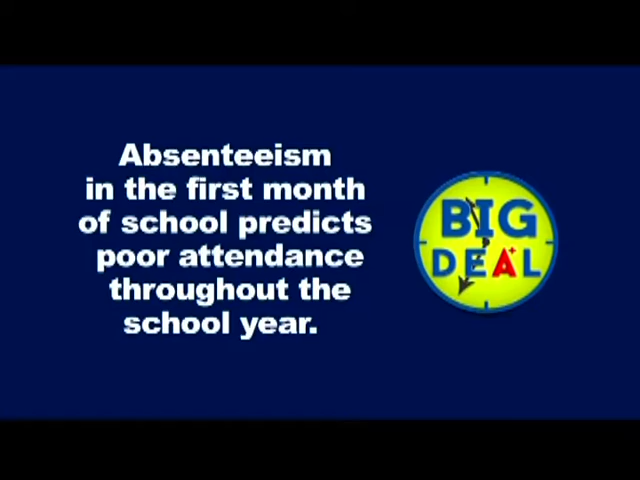 Absenteeism
in the first month
of school predicts
poor attendance
throughout the
school year.
BIG
DEAL